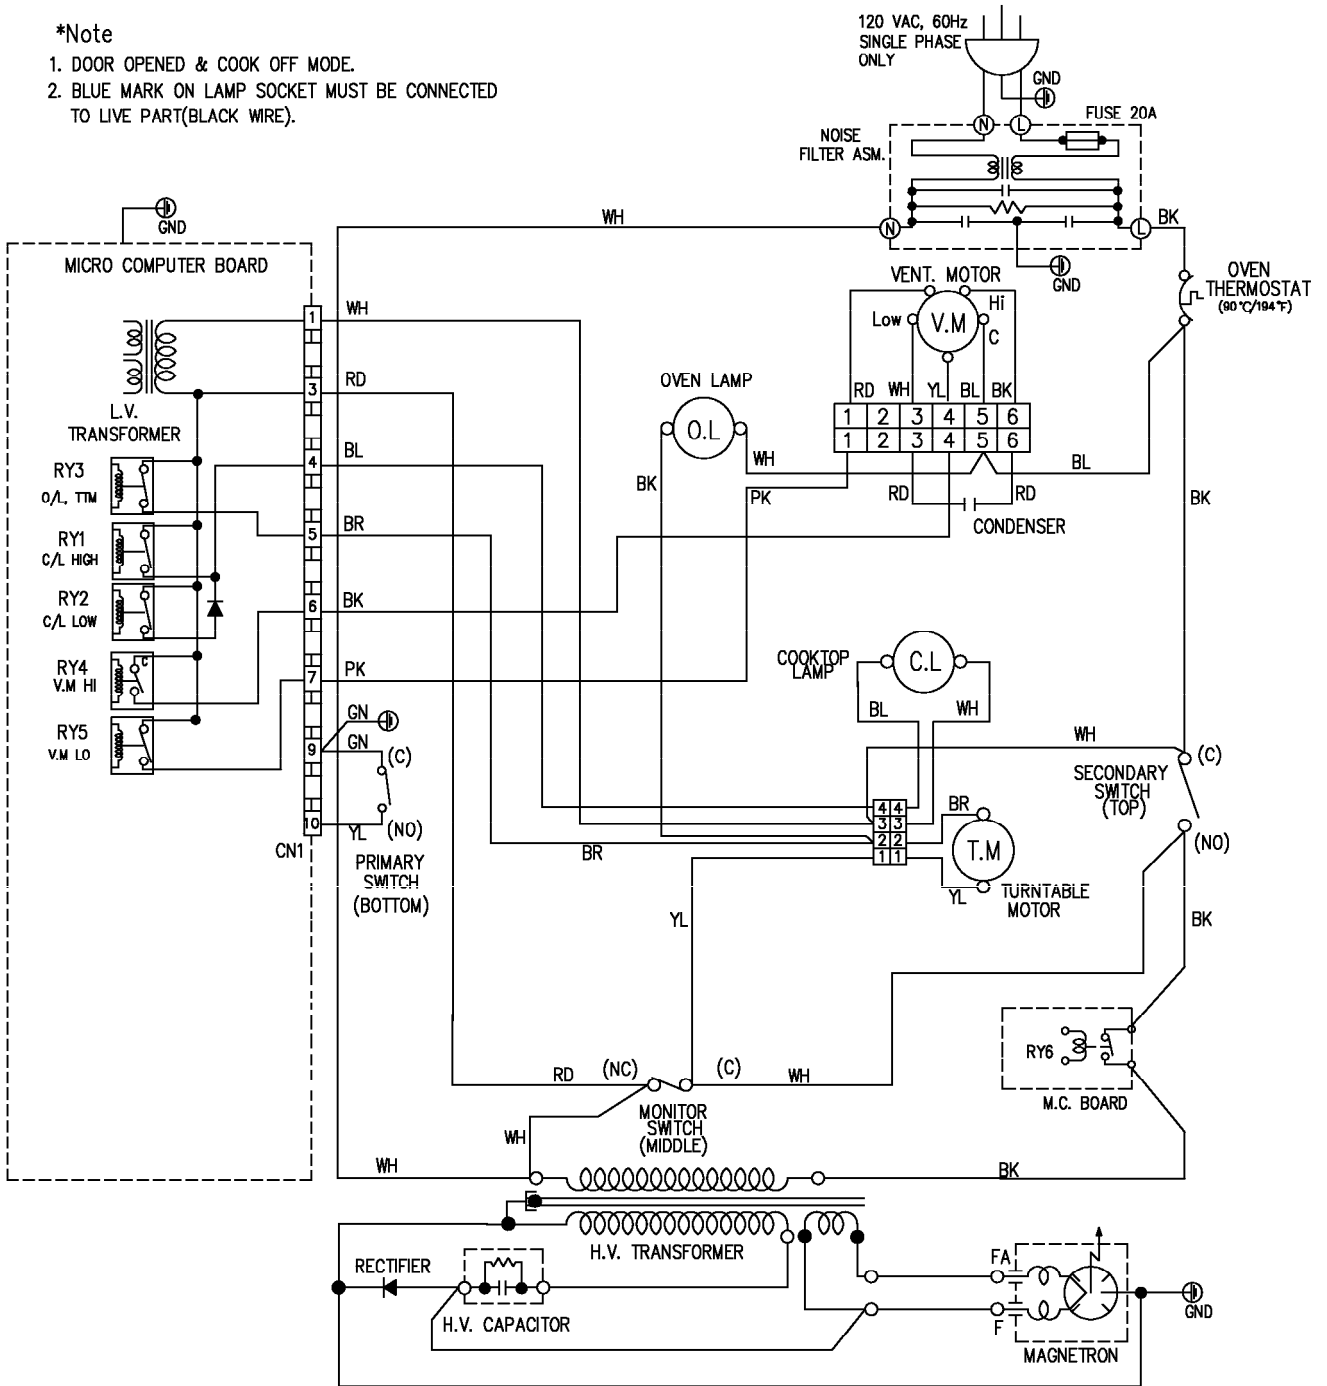 *Note
1. DOOR OPENED & COOK OFF MODE.
2. BLUE MARK ON LAMP SOCKET MUST BE CONNECTED
TO LIVE PART(BLACK WIRE).
120 VAC, 60Hz
SINGLE PHASE
ONLY
GND
N
L
FUSE 20A
NOISE
FILTER ASM.
N
L
BK
WH
GND
GND
MICRO COMPUTER BOARD
VENT. MOTOR
OVEN
THERMOSTAT
(90°C/194°F)
Low
V.M
Hi
C
1
WH
L.V.
TRANSFORMER
3
RD
OVEN LAMP
O.L
RD WH YL BL BK
1 2 3 4 5 6
1 2 3 4 5 6
RY3
O/L, TTM
4
BL
BK
WH
PK
RD
RD
BL
BK
CONDENSER
RY1
C/L HIGH
5
BR
RY2
C/L LOW
6
BK
RY4
V.M HI
C
7
PK
COOKTOP
LAMP
C.L
BL
WH
RY5
V.M LO
GN
9
GN
(C)
10
YL
(NO)
CN1
PRIMARY
SWITCH
(BOTTOM)
WH
(C)
SECONDARY
SWITCH
(TOP)
(NO)
4 4
3 3
2 2
1 1
BR
BR
T.M
YL
TURNTABLE
MOTOR
YL
BK
RY6
M.C. BOARD
RD
(NC)
(C)
WH
MONITOR
SWITCH
(MIDDLE)
WH
WH
BK
H.V. TRANSFORMER
RECTIFIER
H.V. CAPACITOR
FA
F
GND
MAGNETRON